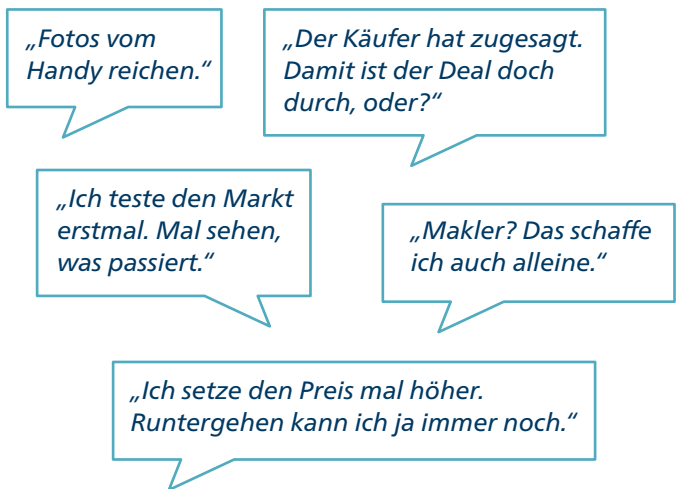 „Fotos vom
Handy reichen.“
„Der Käufer hat zugesagt.
Damit ist der Deal doch
durch, oder?“
„Ich teste den Markt
erstmal. Mal sehen,
was passiert.“
„Makler? Das schaffe
ich auch alleine.“
„Ich setze den Preis mal höher.
Runtergehen kann ich ja immer noch.“